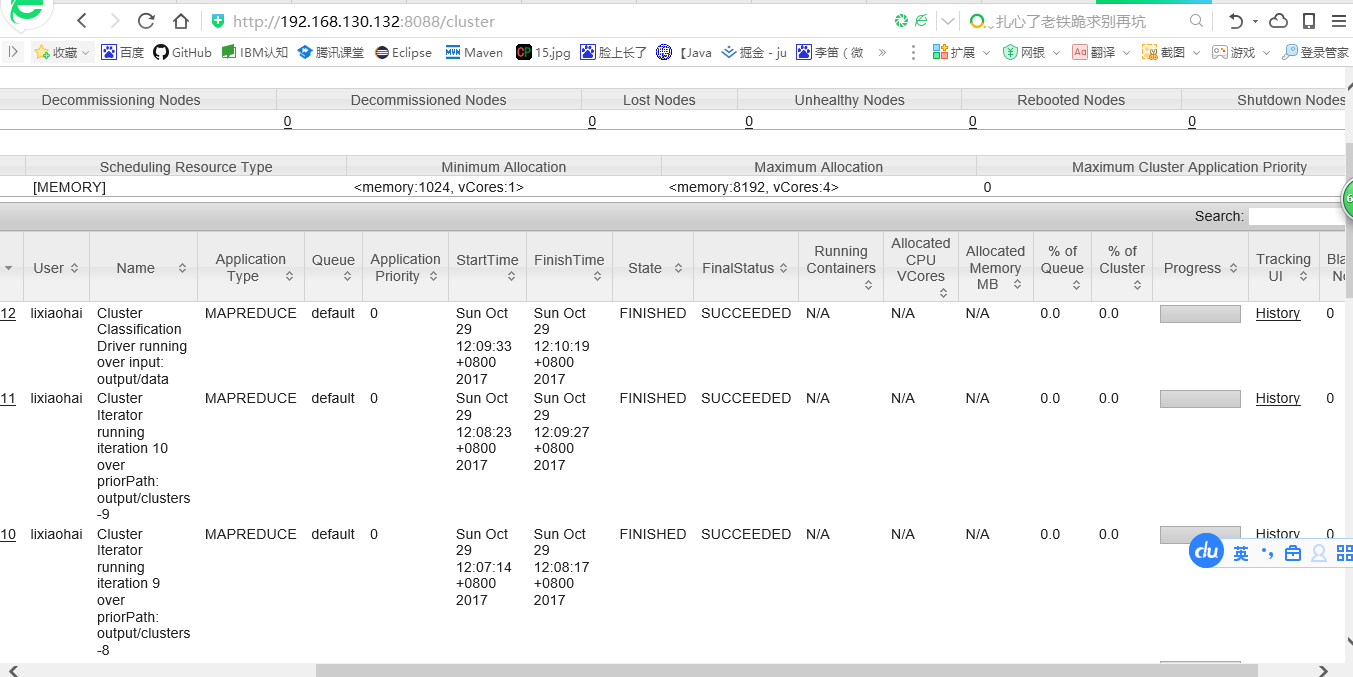 http://192.168.130.132:8088/cluster 扎心了老铁跪求别再坑
收藏 百度 GitHub IBM认知 腾讯课堂 Eclipse Maven 15.jpg 脸上长了 【Java 掘金 - ju 李笛（微 » 扩展 网银 翻译 截图 游戏 登录管家
Decommissioning Nodes Decommissioned Nodes Lost Nodes Unhealthy Nodes Rebooted Nodes Shutdown Nodes
0 0 0 0 0
Scheduling Resource Type Minimum Allocation Maximum Allocation Maximum Cluster Application Priority
[MEMORY] <memory:1024, vCores:1> <memory:8192, vCores:4> 0
Search:
User Name Application Type Queue Application Priority StartTime FinishTime State FinalStatus Running Containers Allocated CPU VCores Allocated Memory MB % of Queue % of Cluster Progress Tracking UI
12 lixiaohai Cluster MAPREDUCE default 0 Sun Oct Sun Oct FINISHED SUCCEEDED N/A N/A N/A 0.0 0.0 History 0
Classification 29 29
Driver running 12:09:33 12:10:19
over input: +0800 +0800
output/data 2017 2017
11 lixiaohai Cluster MAPREDUCE default 0 Sun Oct Sun Oct FINISHED SUCCEEDED N/A N/A N/A 0.0 0.0 History 0
Iterator 29 29
running 12:08:23 12:09:27
iteration 10 +0800 +0800
over 2017 2017
priorPath:
output/clusters
-9
10 lixiaohai Cluster MAPREDUCE default 0 Sun Oct Sun Oct FINISHED SUCCEEDED N/A N/A N/A 0.0 0.0 History 0
Iterator 29 29
running 12:07:14 12:08:17
iteration 9 +0800 +0800
over 2017 2017
priorPath:
output/clusters
-8
du 英